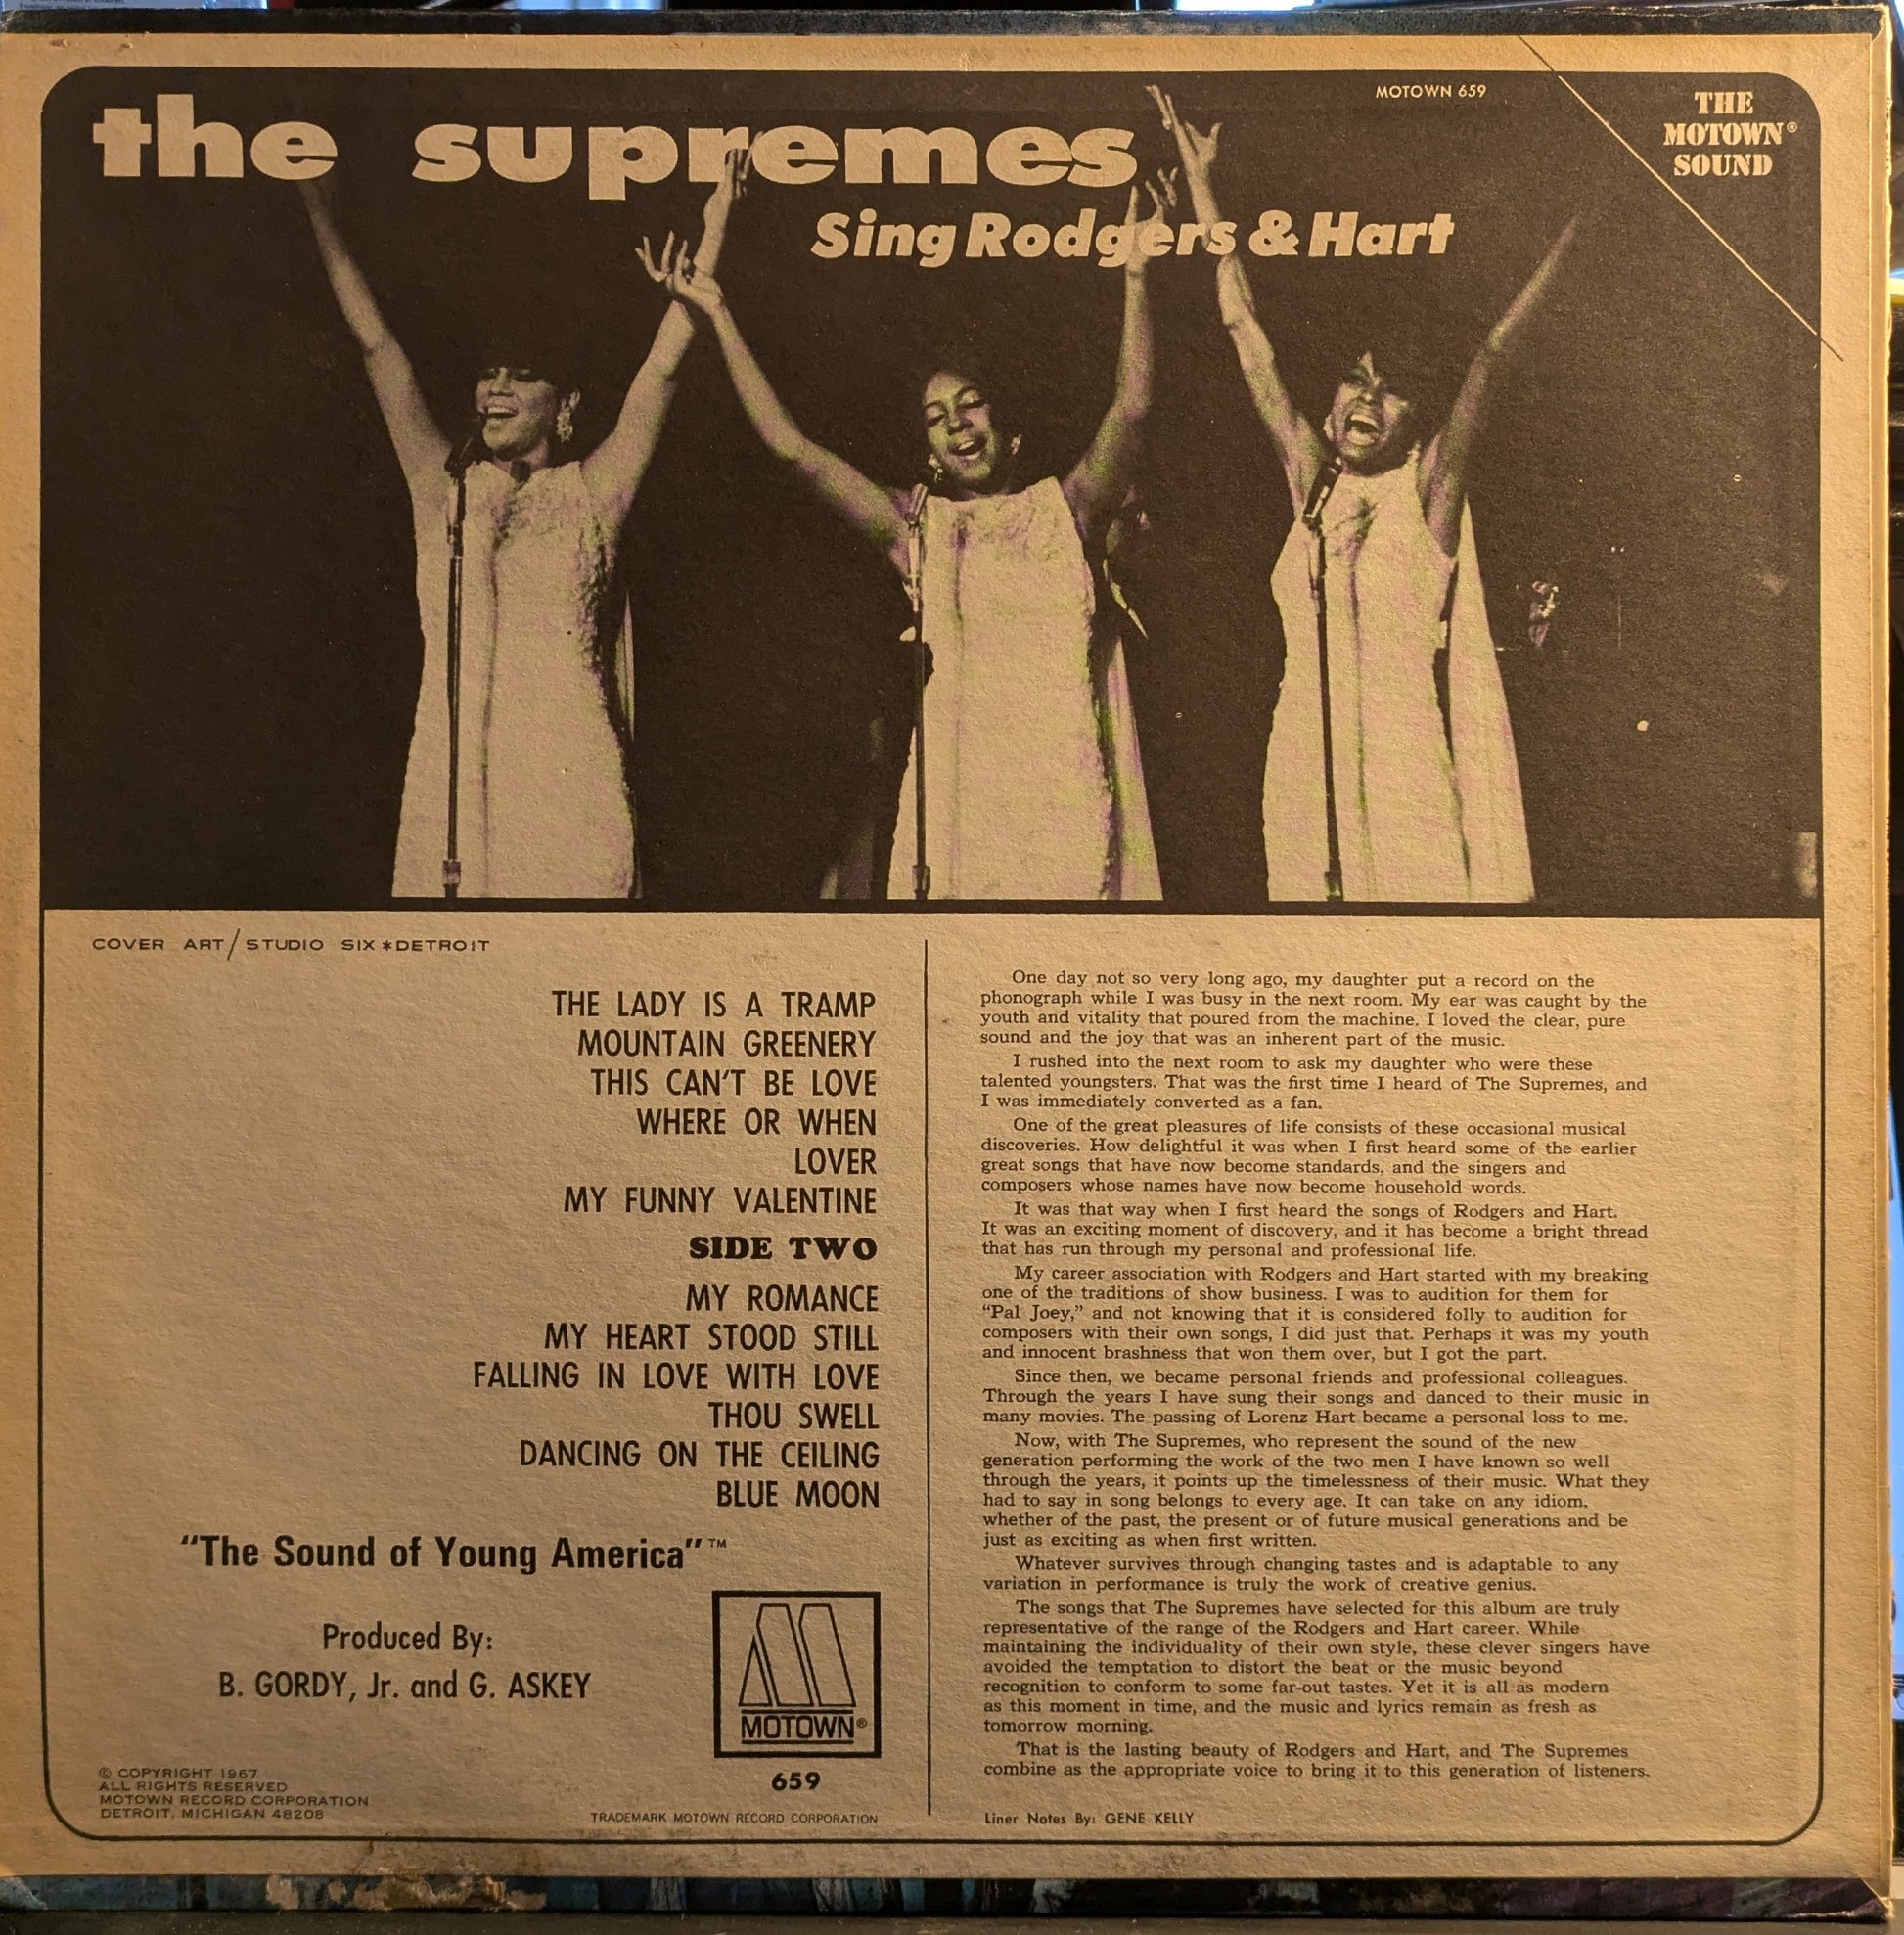 the supremes
Sing Rodgers & Hart
MOTOWN 659
THE
MOTOWN®
SOUND
COVER ART/STUDIO SIX*DETROIT
THE LADY IS A TRAMP
MOUNTAIN GREENERY
THIS CAN'T BE LOVE
WHERE OR WHEN
LOVER
MY FUNNY VALENTINE
SIDE TWO
MY ROMANCE
MY HEART STOOD STILL
FALLING IN LOVE WITH LOVE
THOU SWELL
DANCING ON THE CEILING
BLUE MOON
"The Sound of Young America"™
Produced By:
B. GORDY, Jr. and G. ASKEY
MOTOWN®
659
© COPYRIGHT 1967
ALL RIGHTS RESERVED
MOTOWN RECORD CORPORATION
DETROIT, MICHIGAN 48208
TRADEMARK MOTOWN RECORD CORPORATION
One day not so very long ago, my daughter put a record on the
phonograph while I was busy in the next room. My ear was caught by the
youth and vitality that poured from the machine. I loved the clear, pure
sound and the joy that was an inherent part of the music.
I rushed into the next room to ask my daughter who were these
talented youngsters. That was the first time I heard of The Supremes, and
I was immediately converted as a fan.
One of the great pleasures of life consists of these occasional musical
discoveries. How delightful it was when I first heard some of the earlier
great songs that have now become standards, and the singers and
composers whose names have now become household words.
It was that way when I first heard the songs of Rodgers and Hart.
It was an exciting moment of discovery, and it has become a bright thread
that has run through my personal and professional life.
My career association with Rodgers and Hart started with my breaking
one of the traditions of show business. I was to audition for them for
"Pal Joey," and not knowing that it is considered folly to audition for
composers with their own songs, I did just that. Perhaps it was my youth
and innocent brashness that won them over, but I got the part.
Since then, we became personal friends and professional colleagues.
Through the years I have sung their songs and danced to their music in
many movies. The passing of Lorenz Hart became a personal loss to me.
Now, with The Supremes, who represent the sound of the new
generation performing the work of the two men I have known so well
through the years, it points up the timelessness of their music. What they
had to say in song belongs to every age. It can take on any idiom,
whether of the past, the present or of future musical generations and be
just as exciting as when first written.
Whatever survives through changing tastes and is adaptable to any
variation in performance is truly the work of creative genius.
The songs that The Supremes have selected for this album are truly
representative of the range of the Rodgers and Hart career. While
maintaining the individuality of their own style, these clever singers have
avoided the temptation to distort the beat or the music beyond
recognition to conform to some far-out tastes. Yet it is all as modern
as this moment in time, and the music and lyrics remain as fresh as
tomorrow morning.
That is the lasting beauty of Rodgers and Hart, and The Supremes
combine as the appropriate voice to bring it to this generation of listeners.
Liner Notes By: GENE KELLY